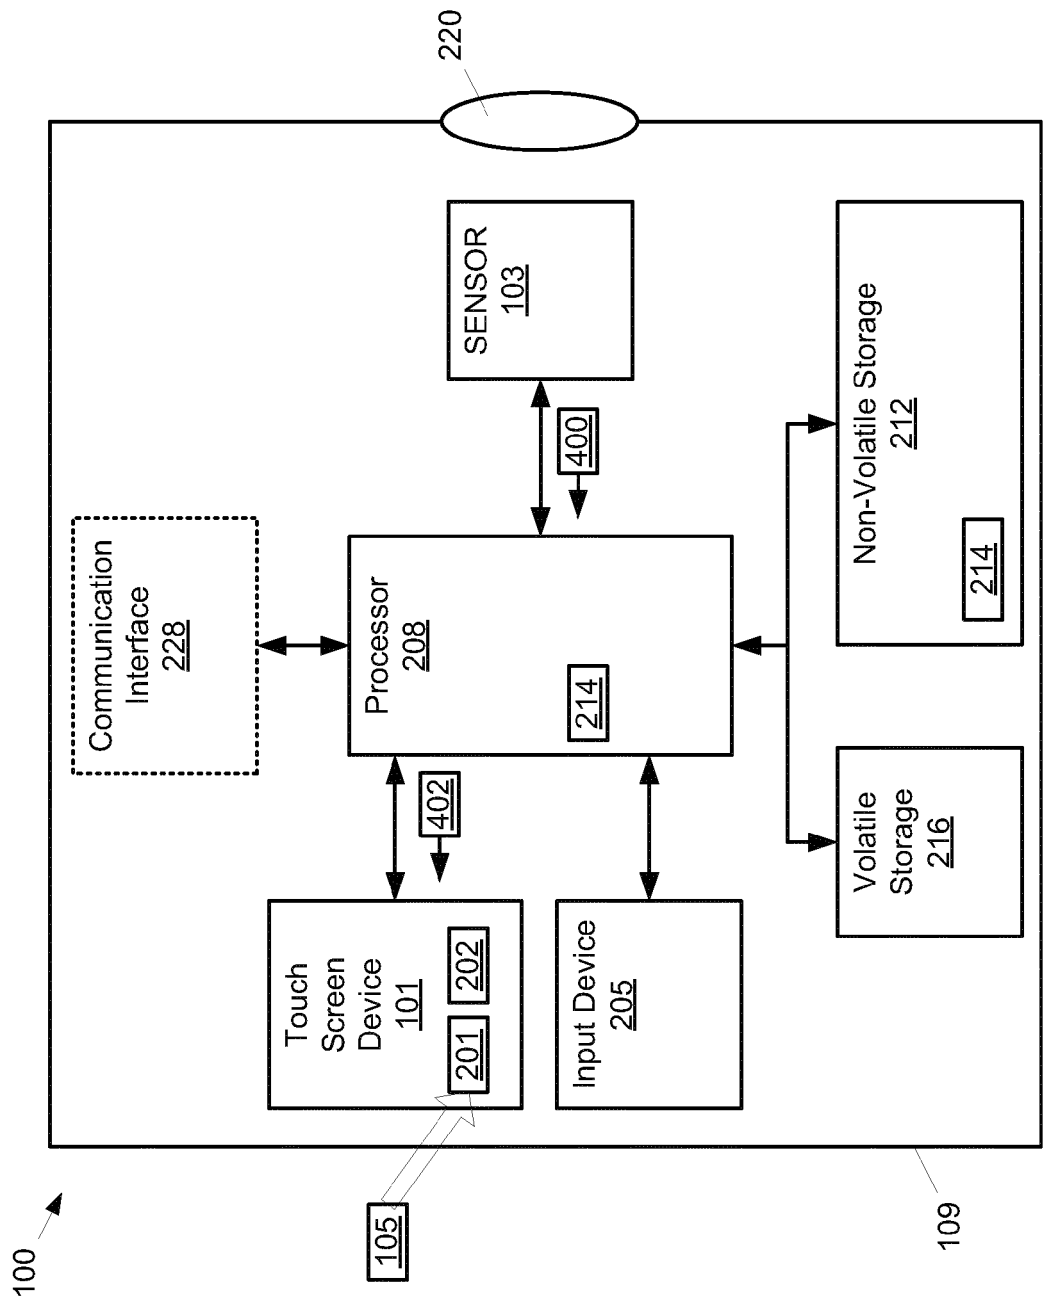 100
105
109
Touch
Screen
Device
101
201
202
402
Input Device
205
Communication
Interface
228
Processor
208
214
400
SENSOR
103
220
Volatile
Storage
216
Non-Volatile Storage
212
214